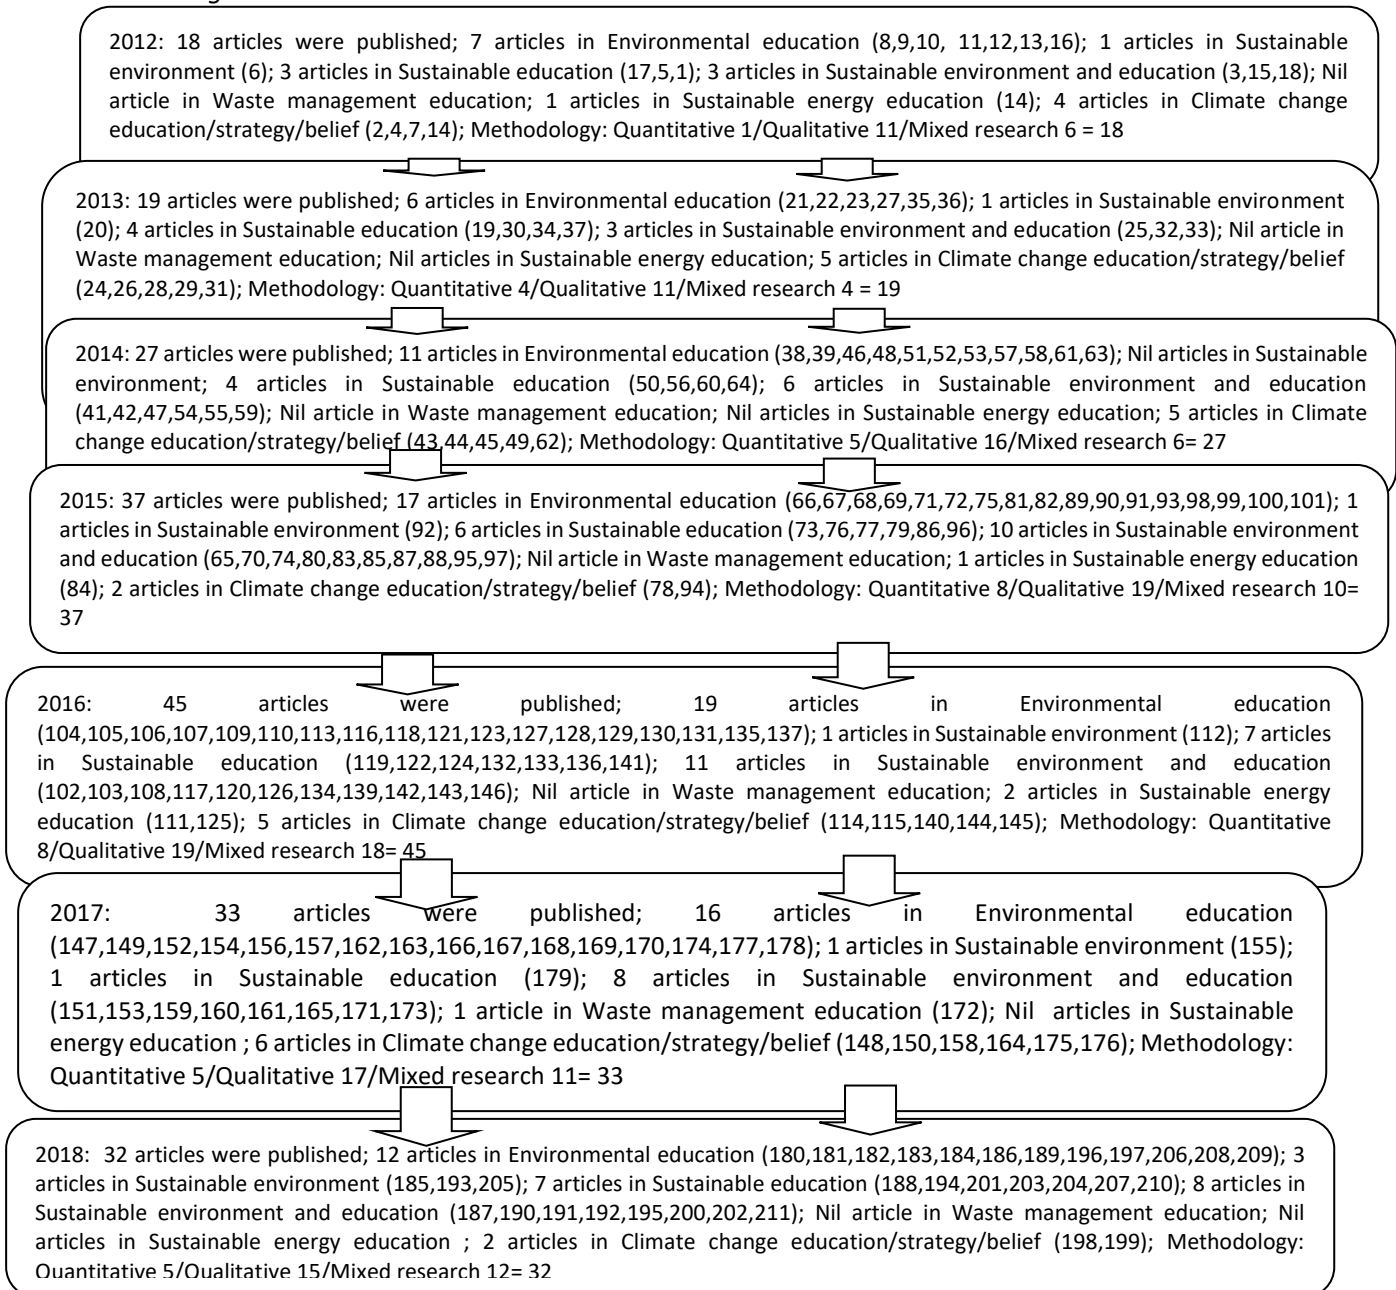 2012: 18 articles were published; 7 articles in Environmental education (8,9,10, 11,12,13,16); 1 articles in Sustainable
environment (6); 3 articles in Sustainable education (17,5,1); 3 articles in Sustainable environment and education (3,15,18); Nil
article in Waste management education; 1 articles in Sustainable energy education (14); 4 articles in Climate change
education/strategy/belief (2,4,7,14); Methodology: Quantitative 1/Qualitative 11/Mixed research 6 = 18
2013: 19 articles were published; 6 articles in Environmental education (21,22,23,27,35,36); 1 articles in Sustainable environment
(20); 4 articles in Sustainable education (19,30,34,37); 3 articles in Sustainable environment and education (25,32,33); Nil article in
Waste management education; Nil articles in Sustainable energy education; 5 articles in Climate change education/strategy/belief
(24,26,28,29,31); Methodology: Quantitative 4/Qualitative 11/Mixed research 4 = 19
2014: 27 articles were published; 11 articles in Environmental education (38,39,46,48,51,52,53,57,58,61,63); Nil articles in Sustainable
environment; 4 articles in Sustainable education (50,56,60,64); 6 articles in Sustainable environment and education
(41,42,47,54,55,59); Nil article in Waste management education; Nil articles in Sustainable energy education; 5 articles in Climate
change education/strategy/belief (43,44,45,49,62); Methodology: Quantitative 5/Qualitative 16/Mixed research 6= 27
2015: 37 articles were published; 17 articles in Environmental education (66,67,68,69,71,72,75,81,82,89,90,91,93,98,99,100,101); 1
articles in Sustainable environment (92); 6 articles in Sustainable education (73,76,77,79,86,96); 10 articles in Sustainable environment
and education (65,70,74,80,83,85,87,88,95,97); Nil article in Waste management education; 1 articles in Sustainable energy education
(84); 2 articles in Climate change education/strategy/belief (78,94); Methodology: Quantitative 8/Qualitative 19/Mixed research 10=
37
2016: 45 articles were published; 19 articles in Environmental education
(104,105,106,107,109,110,113,116,118,121,123,127,128,129,130,131,135,137); 1 articles in Sustainable environment (112); 7 articles
in Sustainable education (119,122,124,132,133,136,141); 11 articles in Sustainable environment and education
(102,103,108,117,120,126,134,139,142,143,146); Nil article in Waste management education; 2 articles in Sustainable energy
education (111,125); 5 articles in Climate change education/strategy/belief (114,115,140,144,145); Methodology: Quantitative
8/Qualitative 19/Mixed research 18= 45
2017: 33 articles were published; 16 articles in Environmental education
(147,149,152,154,156,157,162,163,166,167,168,169,170,174,177,178); 1 articles in Sustainable environment (155);
1 articles in Sustainable education (179); 8 articles in Sustainable environment and education
(151,153,159,160,161,165,171,173); 1 article in Waste management education (172); Nil articles in Sustainable
energy education ; 6 articles in Climate change education/strategy/belief (148,150,158,164,175,176); Methodology:
Quantitative 5/Qualitative 17/Mixed research 11= 33
2018: 32 articles were published; 12 articles in Environmental education (180,181,182,183,184,186,189,196,197,206,208,209); 3
articles in Sustainable environment (185,193,205); 7 articles in Sustainable education (188,194,201,203,204,207,210); 8 articles in
Sustainable environment and education (187,190,191,192,195,200,202,211); Nil article in Waste management education; Nil
articles in Sustainable energy education ; 2 articles in Climate change education/strategy/belief (198,199); Methodology:
Quantitative 5/Qualitative 15/Mixed research 12= 32